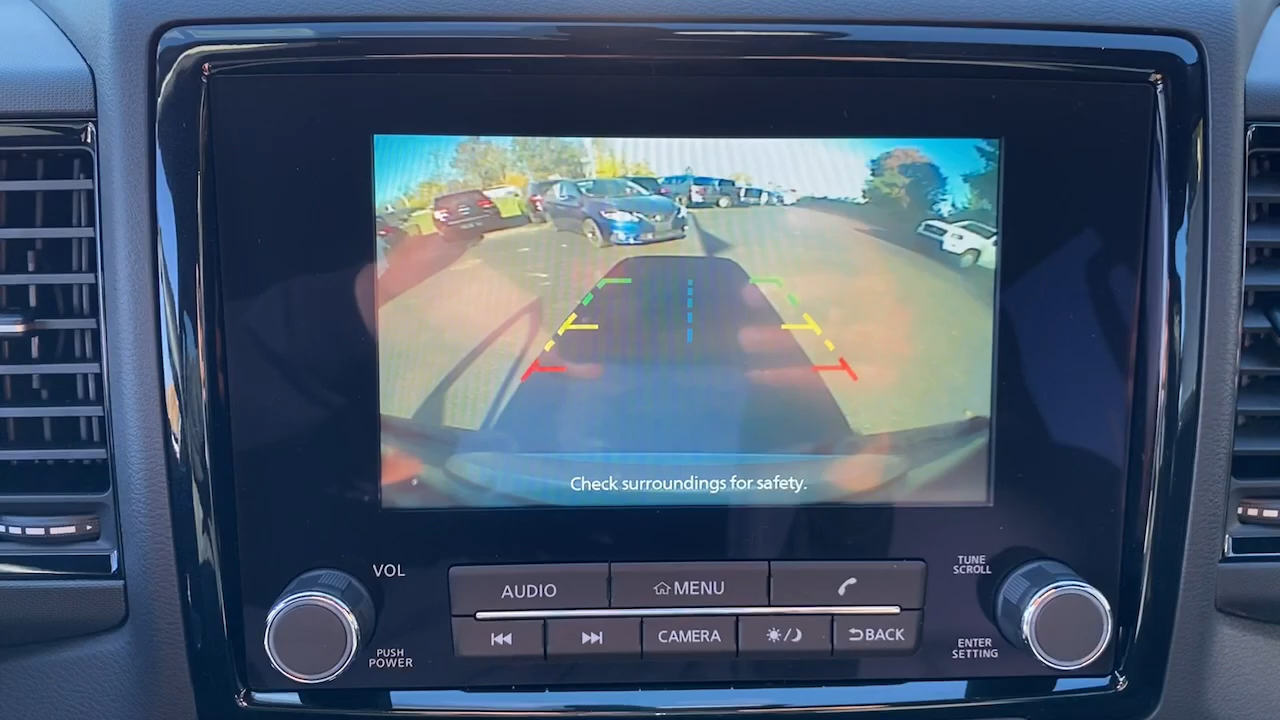 Check surroundings for safety.
VOL
PUSH
POWER
AUDIO
MENU
CAMERA
BACK
TUNE
SCROLL
ENTER
SETTING